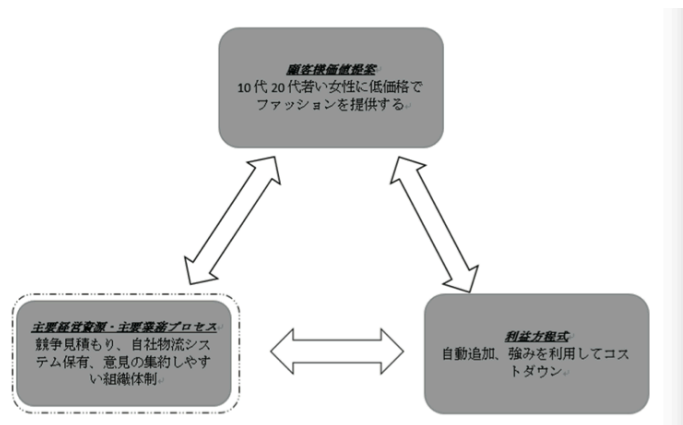 顧客様価値提案
10代20代若い女性に低価格で
ファッションを提供する
主要経営資源・主要業務プロセス
競争見積もり、自社物流シス
テム保有、意見の集約しやす
い組織体制
利益方程式
自動追加、強みを利用してコス
トダウン